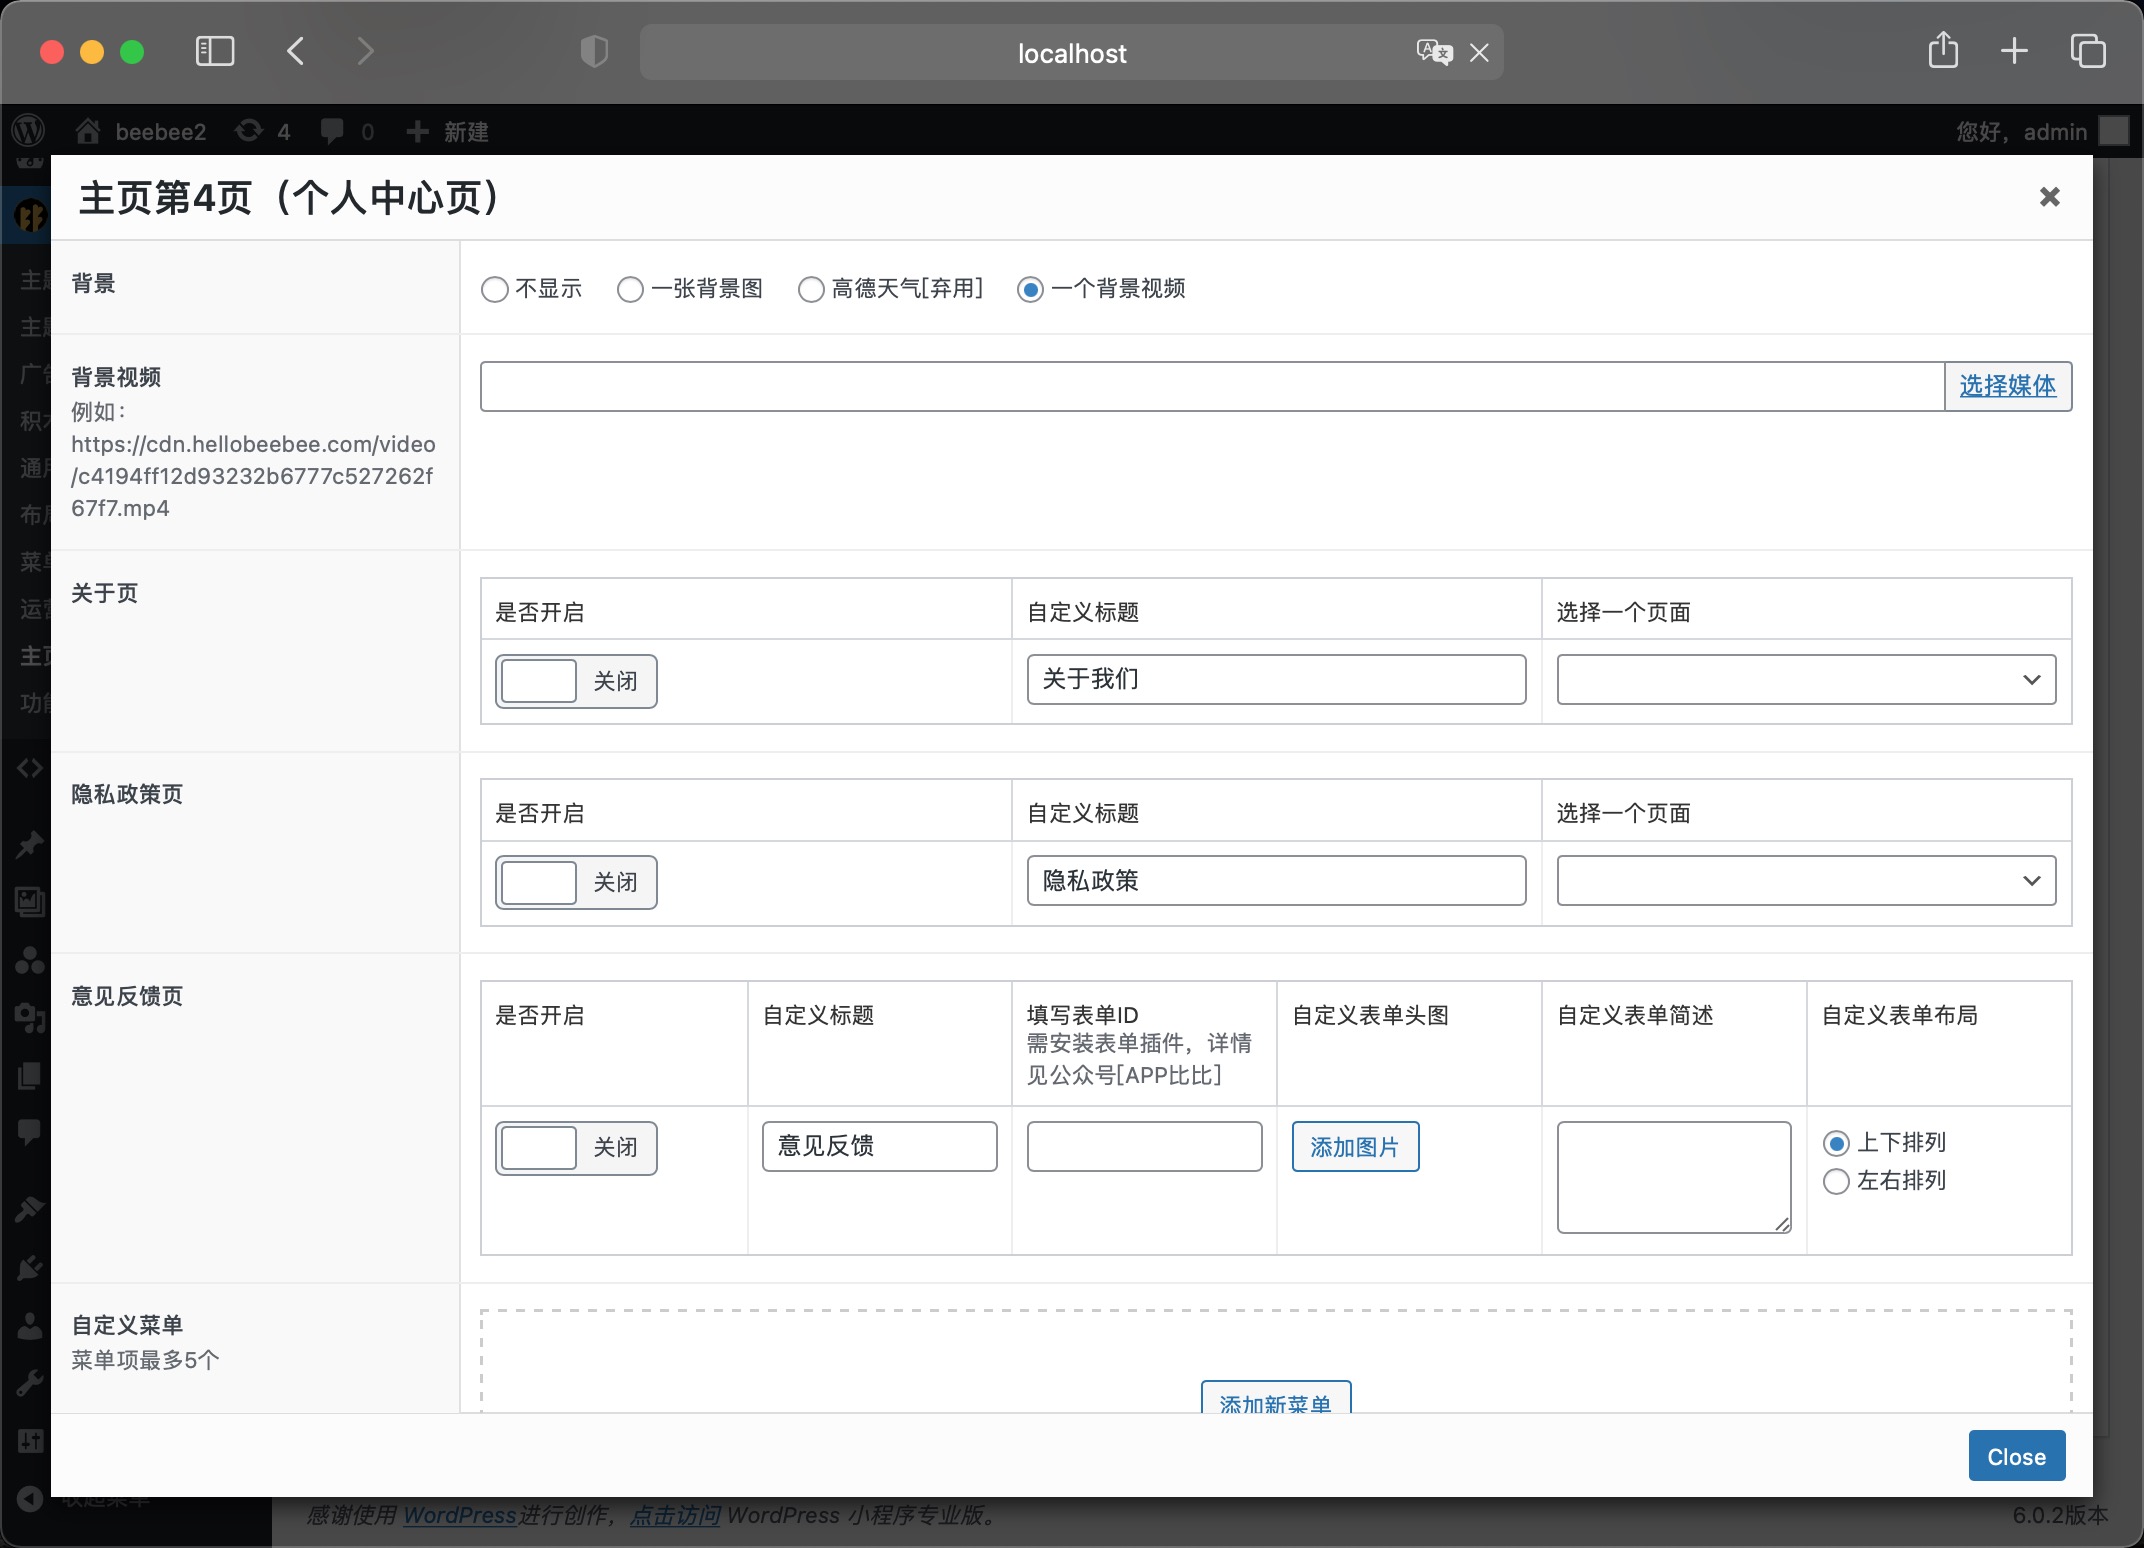 localhost
beebee2 4 0 新建
您好，admin
主页第4页（个人中心页）
背景
不显示 一张背景图 高德天气[弃用] 一个背景视频
背景视频
例如：
https://cdn.hellobeebee.com/video
/c4194ff12d93232b6777c527262f
67f7.mp4
选择媒体
关于页
是否开启 自定义标题 选择一个页面
关闭 关于我们
隐私政策页
是否开启 自定义标题 选择一个页面
关闭 隐私政策
意见反馈页
是否开启 自定义标题 填写表单ID 自定义表单头图 自定义表单简述 自定义表单布局
需安装表单插件，详情
见公众号[APP比比]
关闭 意见反馈 添加图片 上下排列
左右排列
自定义菜单
菜单项最多5个
添加新菜单
Close
感谢使用 WordPress进行创作，点击访问 WordPress 小程序专业版。
6.0.2版本